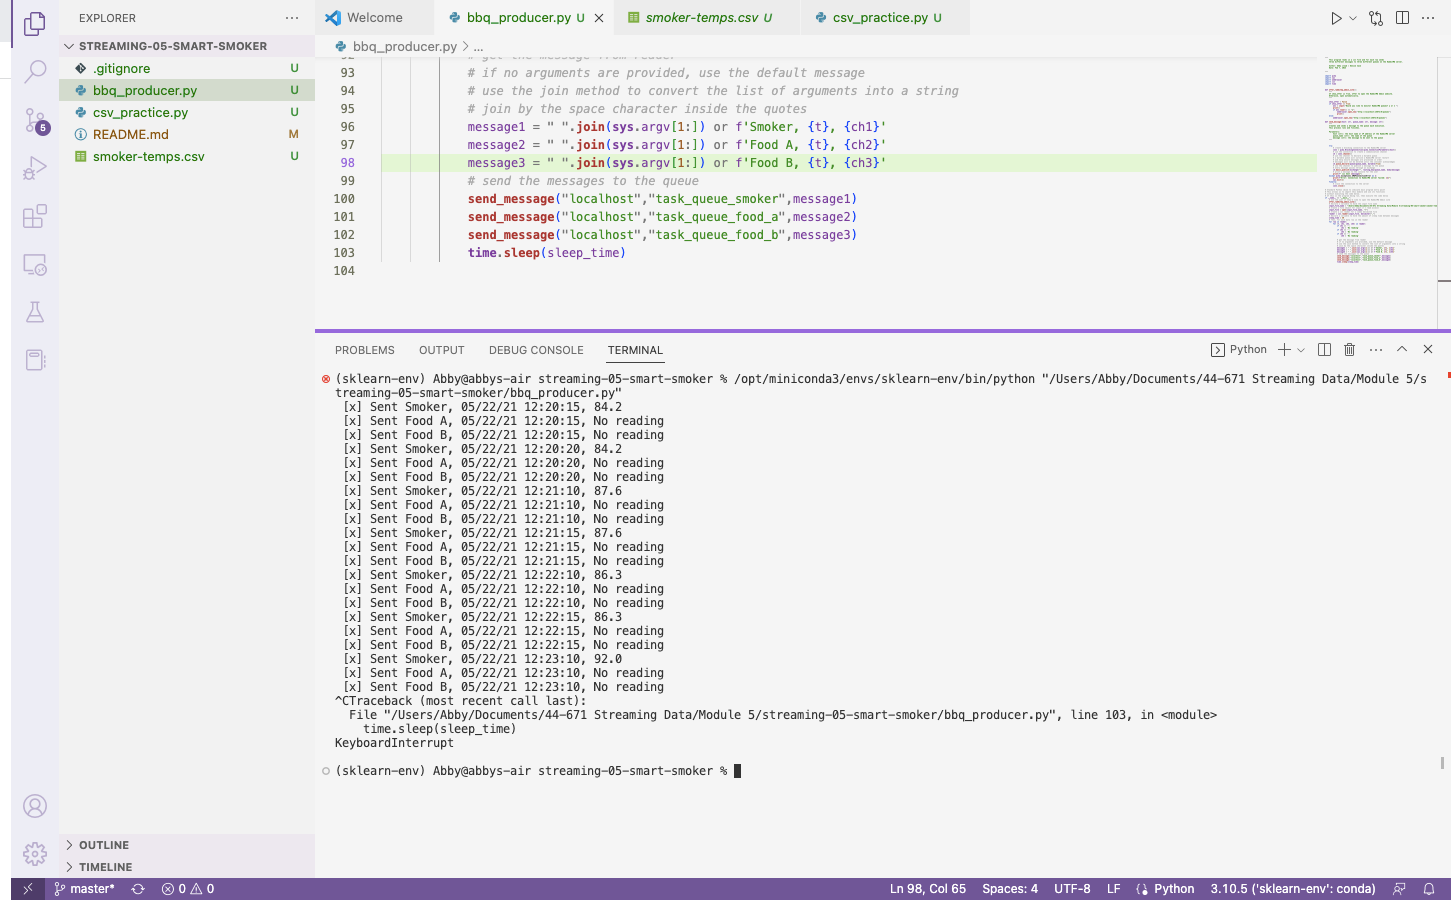 EXPLORER
STREAMING-05-SMART-SMOKER
.gitignore U
bbq_producer.py U
csv_practice.py U
README.md M
smoker-temps.csv U
5
OUTLINE
TIMELINE
Welcome
bbq_producer.py U
smoker-temps.csv U
csv_practice.py U
bbq_producer.py > ...
93 # if no arguments are provided, use the default message
94 # use the join method to convert the list of arguments into a string
95 # join by the space character inside the quotes
96 message1 = " ".join(sys.argv[1:]) or f'Smoker, {t}, {ch1}'
97 message2 = " ".join(sys.argv[1:]) or f'Food A, {t}, {ch2}'
98 message3 = " ".join(sys.argv[1:]) or f'Food B, {t}, {ch3}'
99 # send the messages to the queue
100 send_message("localhost","task_queue_smoker",message1)
101 send_message("localhost","task_queue_food_a",message2)
102 send_message("localhost","task_queue_food_b",message3)
103 time.sleep(sleep_time)
104
PROBLEMS OUTPUT DEBUG CONSOLE TERMINAL
Python
(sklearn-env) Abby@abbys-air streaming-05-smart-smoker % /opt/miniconda3/envs/sklearn-env/bin/python "/Users/Abby/Documents/44-671 Streaming Data/Module 5/s
treaming-05-smart-smoker/bbq_producer.py"
[x] Sent Smoker, 05/22/21 12:20:15, 84.2
[x] Sent Food A, 05/22/21 12:20:15, No reading
[x] Sent Food B, 05/22/21 12:20:15, No reading
[x] Sent Smoker, 05/22/21 12:20:20, 84.2
[x] Sent Food A, 05/22/21 12:20:20, No reading
[x] Sent Food B, 05/22/21 12:20:20, No reading
[x] Sent Smoker, 05/22/21 12:21:10, 87.6
[x] Sent Food A, 05/22/21 12:21:10, No reading
[x] Sent Food B, 05/22/21 12:21:10, No reading
[x] Sent Smoker, 05/22/21 12:21:15, 87.6
[x] Sent Food A, 05/22/21 12:21:15, No reading
[x] Sent Food B, 05/22/21 12:21:15, No reading
[x] Sent Smoker, 05/22/21 12:22:10, 86.3
[x] Sent Food A, 05/22/21 12:22:10, No reading
[x] Sent Food B, 05/22/21 12:22:10, No reading
[x] Sent Smoker, 05/22/21 12:22:15, 86.3
[x] Sent Food A, 05/22/21 12:22:15, No reading
[x] Sent Food B, 05/22/21 12:22:15, No reading
[x] Sent Smoker, 05/22/21 12:23:10, 92.0
[x] Sent Food A, 05/22/21 12:23:10, No reading
[x] Sent Food B, 05/22/21 12:23:10, No reading
^CTraceback (most recent call last):
File "/Users/Abby/Documents/44-671 Streaming Data/Module 5/streaming-05-smart-smoker/bbq_producer.py", line 103, in <module>
time.sleep(sleep_time)
KeyboardInterrupt
(sklearn-env) Abby@abbys-air streaming-05-smart-smoker %
master* 0 0 Ln 98, Col 65 Spaces: 4 UTF-8 LF Python 3.10.5 ('sklearn-env': conda)